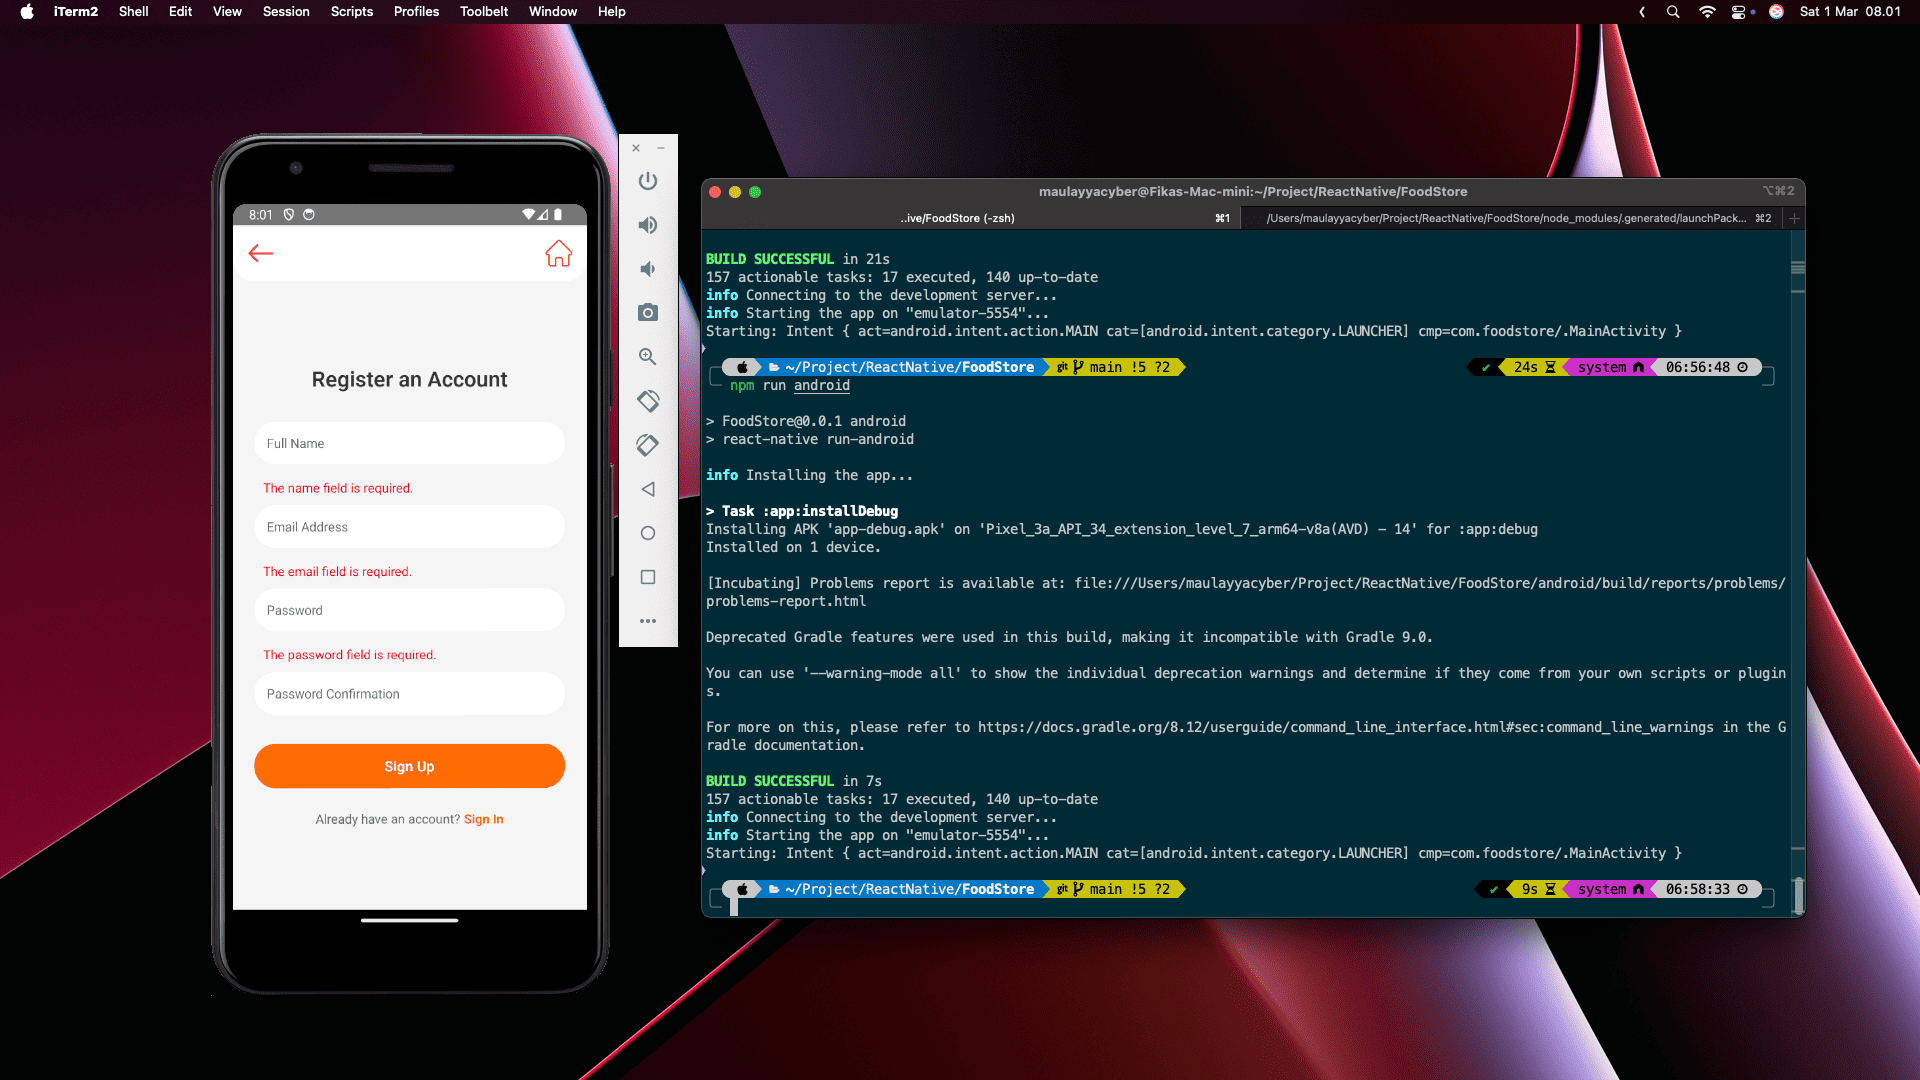 iTerm2 Shell Edit View Session Scripts Profiles Toolbelt Window Help
Sat 1 Mar 08.01
8:01
Register an Account
Full Name
The name field is required.
Email Address
The email field is required.
Password
The password field is required.
Password Confirmation
Sign Up
Already have an account? Sign In
maulayyacyber@Fikas-Mac-mini:~/Project/ReactNative/FoodStore
⌥⌘2
..ive/FoodStore (-zsh) ⌘1
/Users/maulayyacyber/Project/ReactNative/FoodStore/node_modules/.generated/launchPack... ⌘2
BUILD SUCCESSFUL in 21s
157 actionable tasks: 17 executed, 140 up-to-date
info Connecting to the development server...
info Starting the app on "emulator-5554"...
Starting: Intent { act=android.intent.action.MAIN cat=[android.intent.category.LAUNCHER] cmp=com.foodstore/.MainActivity }
~/Project/ReactNative/FoodStore git main !5 ?2 ✔ 24s system 06:56:48
npm run android
> FoodStore@0.0.1 android
> react-native run-android
info Installing the app...
> Task :app:installDebug
Installing APK 'app-debug.apk' on 'Pixel_3a_API_34_extension_level_7_arm64-v8a(AVD) - 14' for :app:debug
Installed on 1 device.
[Incubating] Problems report is available at: file:///Users/maulayyacyber/Project/ReactNative/FoodStore/android/build/reports/problems/
problems-report.html
Deprecated Gradle features were used in this build, making it incompatible with Gradle 9.0.
You can use '--warning-mode all' to show the individual deprecation warnings and determine if they come from your own scripts or plugin
s.
For more on this, please refer to https://docs.gradle.org/8.12/userguide/command_line_interface.html#sec:command_line_warnings in the G
radle documentation.
BUILD SUCCESSFUL in 7s
157 actionable tasks: 17 executed, 140 up-to-date
info Connecting to the development server...
info Starting the app on "emulator-5554"...
Starting: Intent { act=android.intent.action.MAIN cat=[android.intent.category.LAUNCHER] cmp=com.foodstore/.MainActivity }
~/Project/ReactNative/FoodStore git main !5 ?2 ✔ 9s system 06:58:33